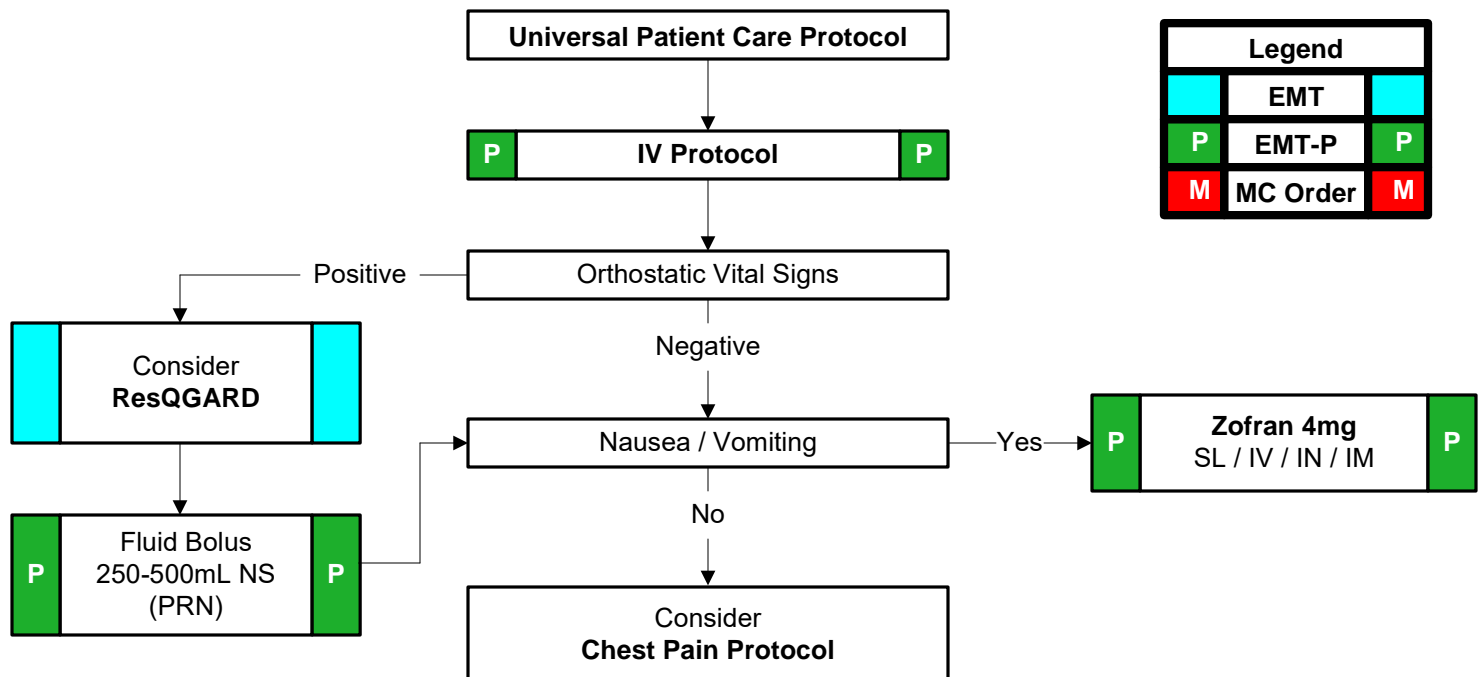 Universal Patient Care Protocol
Legend
EMT
P EMT-P P
M MC Order M
P IV Protocol P
Orthostatic Vital Signs
Positive
Negative
Consider
ResQGARD
P Fluid Bolus P
250-500mL NS
(PRN)
Nausea / Vomiting
Yes
P Zofran 4mg P
SL / IV / IN / IM
No
Consider
Chest Pain Protocol